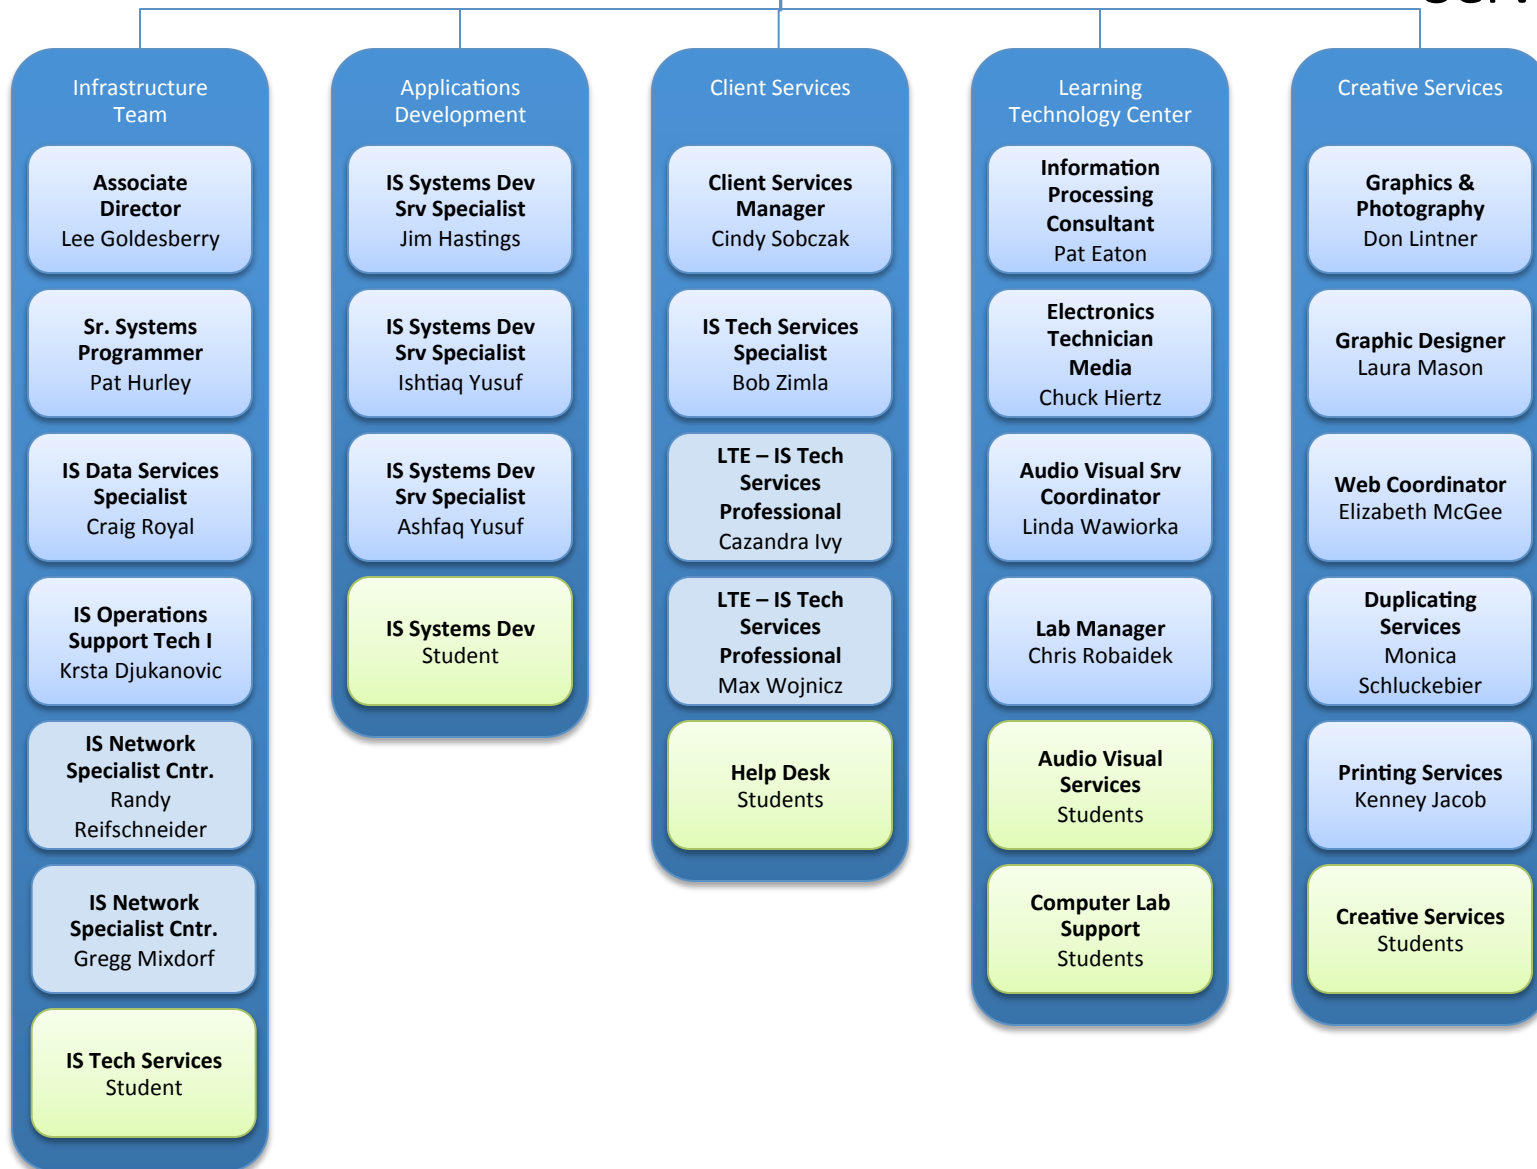 Infrastructure
Team
Associate
Director
Lee Goldesberry
Sr. Systems
Programmer
Pat Hurley
IS Data Services
Specialist
Craig Royal
IS Operations
Support Tech I
Krsta Djukanovic
IS Network
Specialist Cntr.
Randy
Reifschneider
IS Network
Specialist Cntr.
Gregg Mixdorf
IS Tech Services
Student
Applications
Development
IS Systems Dev
Srv Specialist
Jim Hastings
IS Systems Dev
Srv Specialist
Ishtiaq Yusuf
IS Systems Dev
Srv Specialist
Ashfaq Yusuf
IS Systems Dev
Student
Client Services
Client Services
Manager
Cindy Sobczak
IS Tech Services
Specialist
Bob Zimla
LTE – IS Tech
Services
Professional
Cazandra Ivy
LTE – IS Tech
Services
Professional
Max Wojnicz
Help Desk
Students
Learning
Technology Center
Information
Processing
Consultant
Pat Eaton
Electronics
Technician
Media
Chuck Hiertz
Audio Visual Srv
Coordinator
Linda Wawiorka
Lab Manager
Chris Robaidek
Audio Visual
Services
Students
Computer Lab
Support
Students
Creative Services
Graphics &
Photography
Don Lintner
Graphic Designer
Laura Mason
Web Coordinator
Elizabeth McGee
Duplicating
Services
Monica
Schluckebier
Printing Services
Kenney Jacob
Creative Services
Students